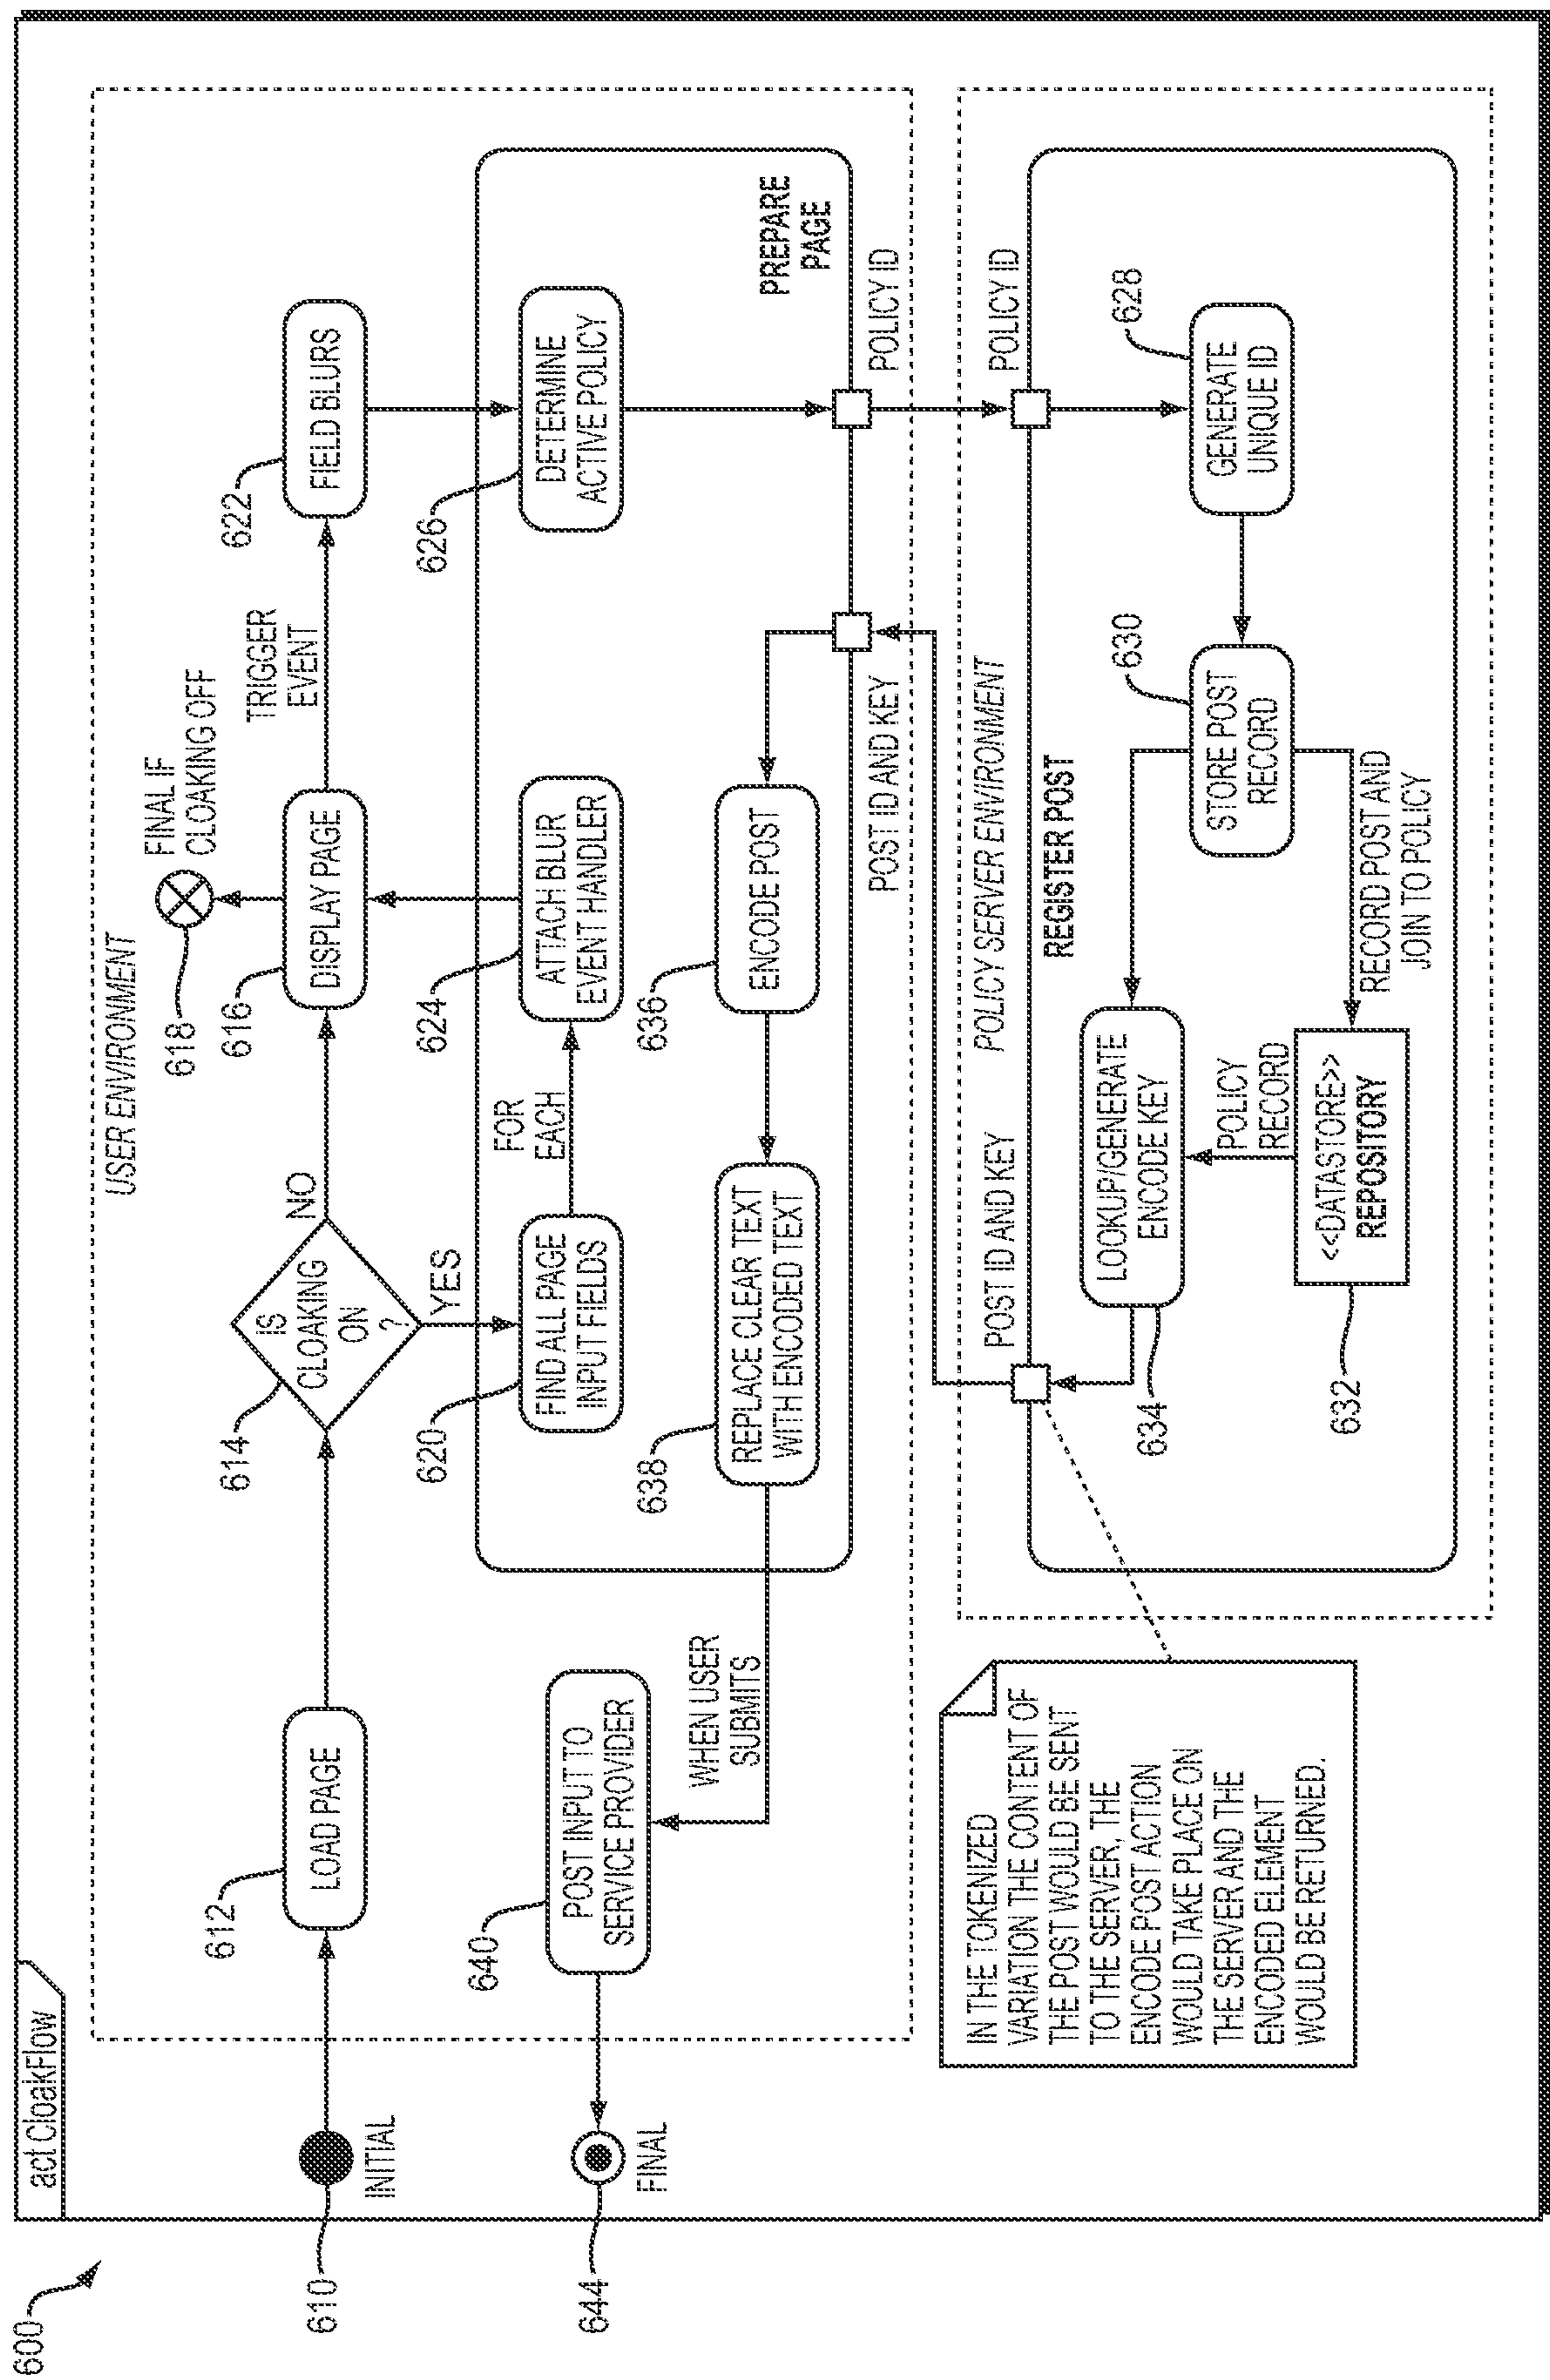 600
act CloakFlow
USER ENVIRONMENT
610
INITIAL
612
LOAD PAGE
614
IS
CLOAKING
ON
?
NO
YES
616
DISPLAY PAGE
618
FINAL IF
CLOAKING OFF
TRIGGER
EVENT
622
FIELD BLURS
620
FIND ALL PAGE
INPUT FIELDS
FOR
EACH
624
ATTACH BLUR
EVENT HANDLER
626
DETERMINE
ACTIVE POLICY
PREPARE
PAGE
644
FINAL
640
POST INPUT TO
SERVICE PROVIDER
WHEN USER
SUBMITS
638
REPLACE CLEAR TEXT
WITH ENCODED TEXT
636
ENCODE POST
POST ID AND KEY
POLICY ID
POST ID AND KEY
POLICY SERVER ENVIRONMENT
POLICY ID
REGISTER POST
634
LOOKUP/GENERATE
ENCODE KEY
630
STORE POST
RECORD
628
GENERATE
UNIQUE ID
POLICY
RECORD
632
<<DATASTORE>>
REPOSITORY
RECORD POST AND
JOIN TO POLICY
IN THE TOKENIZED
VARIATION THE CONTENT OF
THE POST WOULD BE SENT
TO THE SERVER, THE
ENCODE POST ACTION
WOULD TAKE PLACE ON
THE SERVER AND THE
ENCODED ELEMENT
WOULD BE RETURNED.